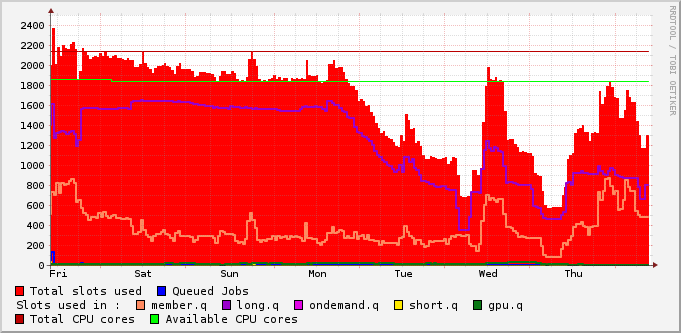 2400
2200
2000
1800
1600
1400
1200
1000
800
600
400
200
0
Fri Sat Sun Mon Tue Wed Thu
Total slots used Queued Jobs
Slots used in : member.q long.q ondemand.q short.q gpu.q
Total CPU cores Available CPU cores
RRDTOOL / TOBI OETIKER